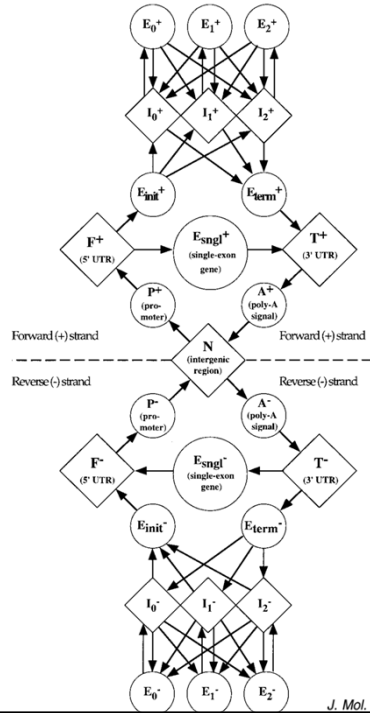 E0+ E1+ E2+
I0+ I1+ I2+
Einit+ Eterm+
F+
(5' UTR)
Esngl+
(single-exon
gene)
T+
(3' UTR)
P+
(pro-
moter)
A+
(poly-A
signal)
Forward (+) strand Forward (+) strand
N
(intergenic
region)
Reverse (-) strand Reverse (-) strand
P-
(pro-
moter)
A-
(poly-A
signal)
F-
(5' UTR)
Esngl-
(single-exon
gene)
T-
(3' UTR)
Einit- Eterm-
I0- I1- I2-
E0- E1- E2-
J. Mol.